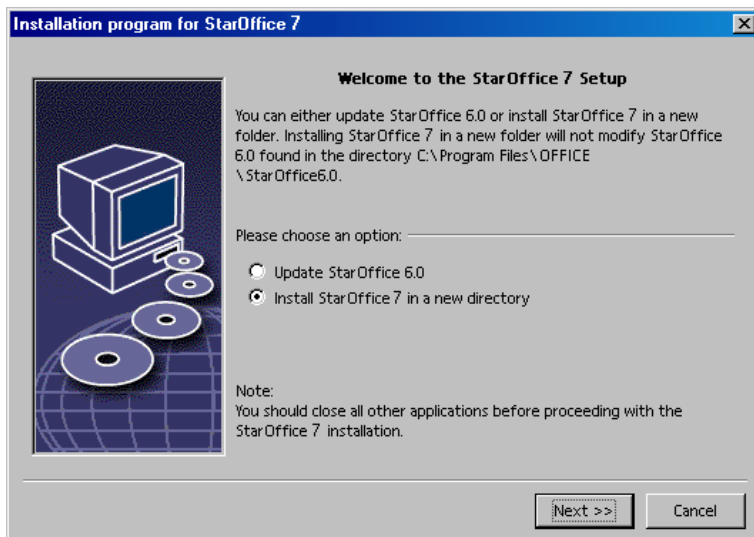 Installation program for StarOffice 7
Welcome to the StarOffice 7 Setup
You can either update StarOffice 6.0 or install StarOffice 7 in a new
folder. Installing StarOffice 7 in a new folder will not modify StarOffice
6.0 found in the directory C:\Program Files\OFFICE
\StarOffice6.0.
Please choose an option:
Update StarOffice 6.0
Install StarOffice 7 in a new directory
Note:
You should close all other applications before proceeding with the
StarOffice 7 installation.
Next >>
Cancel